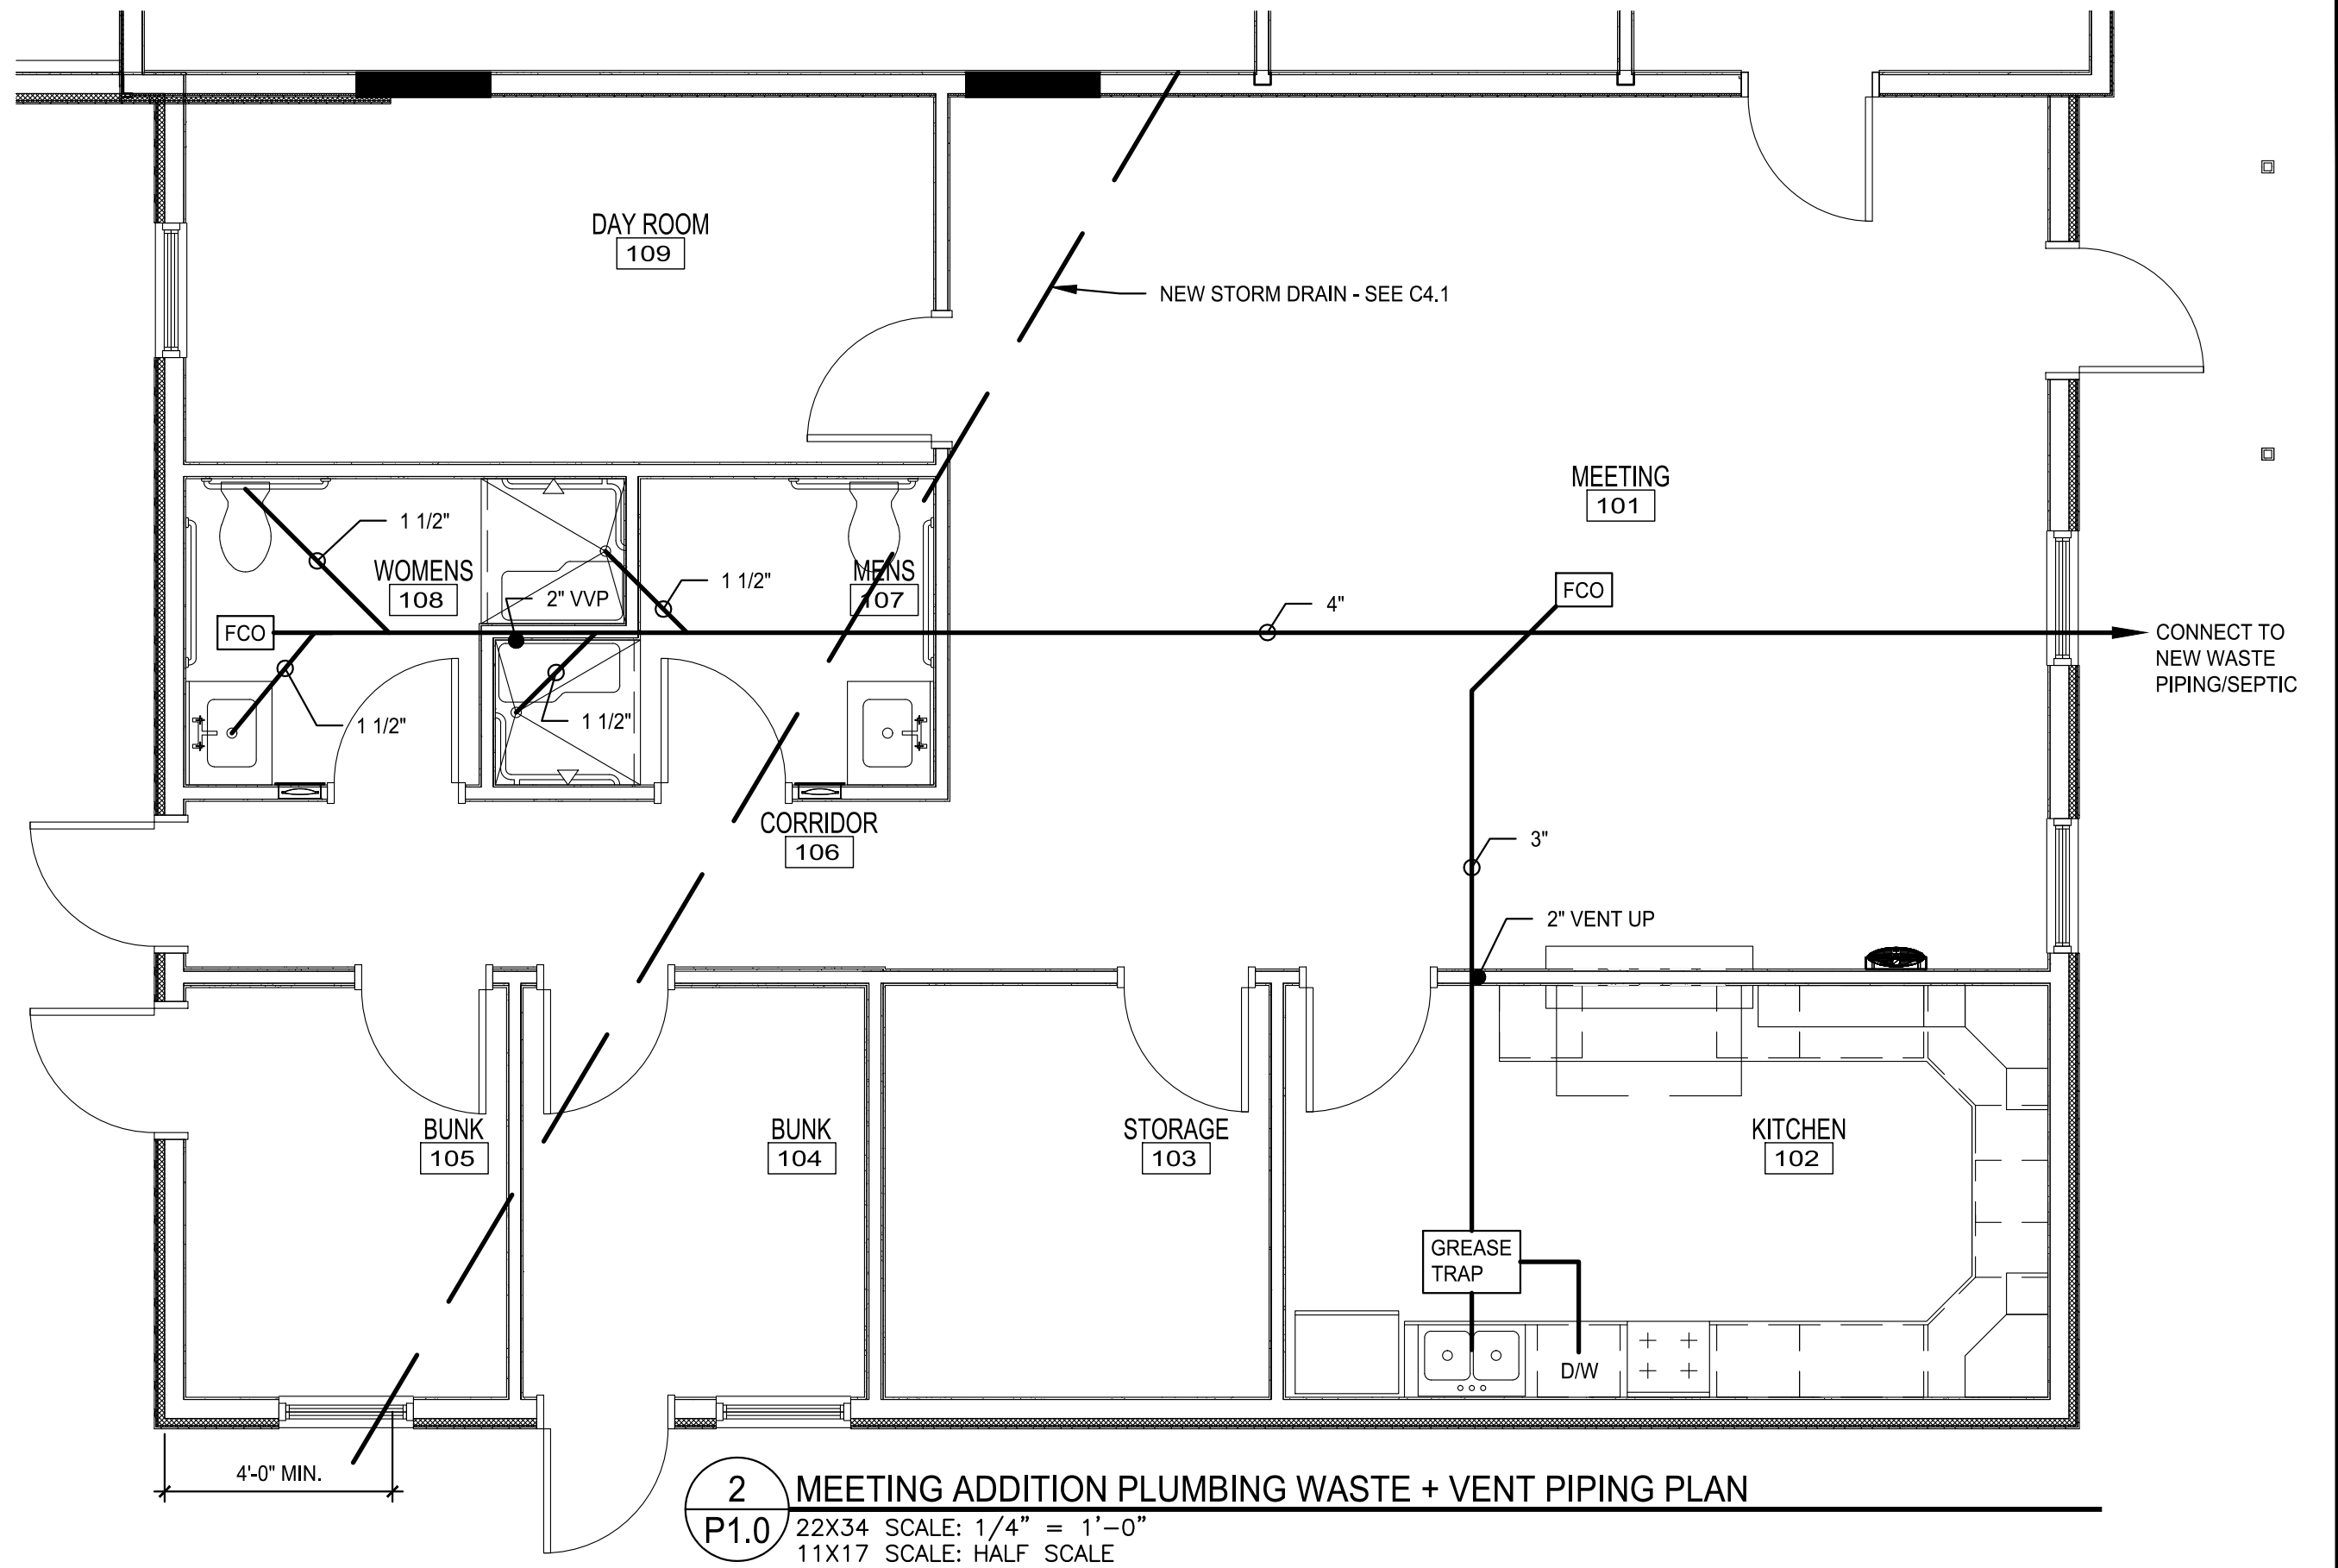 DAY ROOM
109
NEW STORM DRAIN - SEE C4.1
MEETING
101
1 1/2"
WOMENS
108
2" VVP
1 1/2"
MENS
107
FCO
4"
FCO
CONNECT TO
NEW WASTE
PIPING/SEPTIC
1 1/2"
1 1/2"
CORRIDOR
106
3"
2" VENT UP
BUNK
105
BUNK
104
STORAGE
103
KITCHEN
102
GREASE
TRAP
D/W
4'-0" MIN.
2
P1.0
MEETING ADDITION PLUMBING WASTE + VENT PIPING PLAN
22X34 SCALE: 1/4" = 1'-0"
11X17 SCALE: HALF SCALE